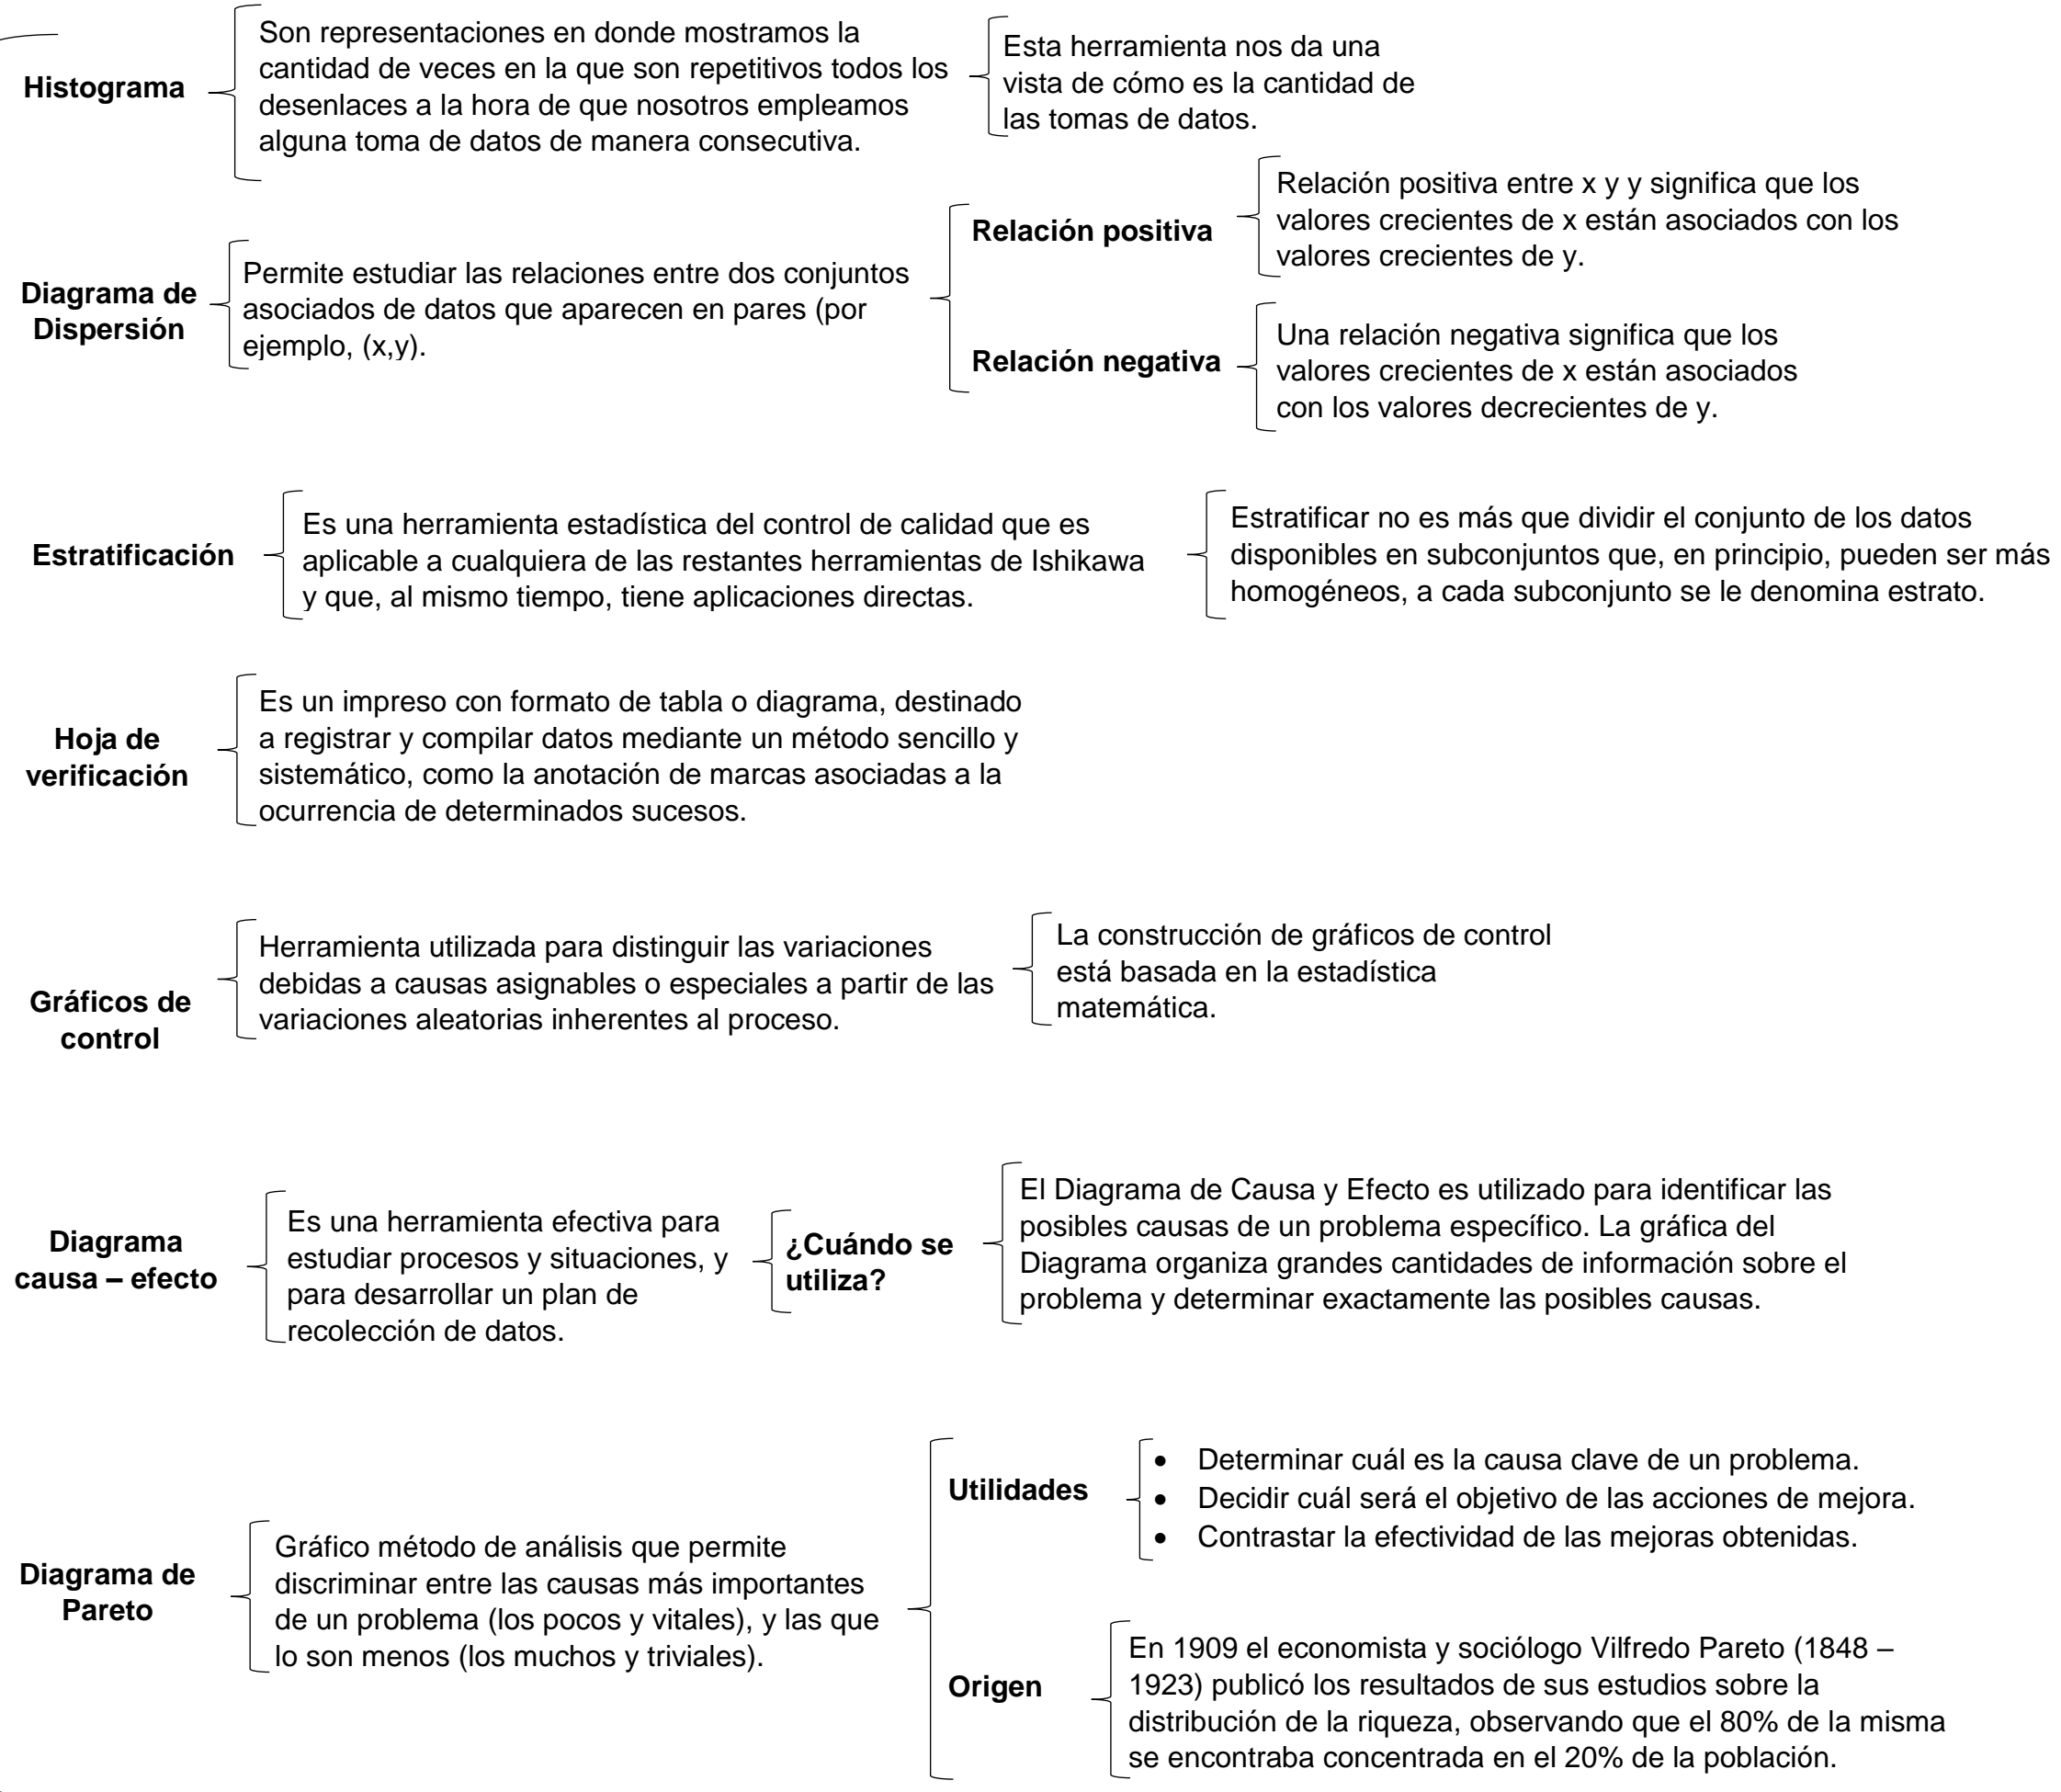 Histograma
Son representaciones en donde mostramos la
cantidad de veces en la que son repetitivos todos los
desenlaces a la hora de que nosotros empleamos
alguna toma de datos de manera consecutiva.
Esta herramienta nos da una
vista de cómo es la cantidad de
las tomas de datos.
Diagrama de
Dispersión
Permite estudiar las relaciones entre dos conjuntos
asociados de datos que aparecen en pares (por
ejemplo, (x,y).
Relación positiva
Relación positiva entre x y y significa que los
valores crecientes de x están asociados con los
valores crecientes de y.
Relación negativa
Una relación negativa significa que los
valores crecientes de x están asociados
con los valores decrecientes de y.
Estratificación
Es una herramienta estadística del control de calidad que es
aplicable a cualquiera de las restantes herramientas de Ishikawa
y que, al mismo tiempo, tiene aplicaciones directas.
Estratificar no es más que dividir el conjunto de los datos
disponibles en subconjuntos que, en principio, pueden ser más
homogéneos, a cada subconjunto se le denomina estrato.
Hoja de
verificación
Es un impreso con formato de tabla o diagrama, destinado
a registrar y compilar datos mediante un método sencillo y
sistemático, como la anotación de marcas asociadas a la
ocurrencia de determinados sucesos.
Gráficos de
control
Herramienta utilizada para distinguir las variaciones
debidas a causas asignables o especiales a partir de las
variaciones aleatorias inherentes al proceso.
La construcción de gráficos de control
está basada en la estadística
matemática.
Diagrama
causa – efecto
Es una herramienta efectiva para
estudiar procesos y situaciones, y
para desarrollar un plan de
recolección de datos.
¿Cuándo se
utiliza?
El Diagrama de Causa y Efecto es utilizado para identificar las
posibles causas de un problema específico. La gráfica del
Diagrama organiza grandes cantidades de información sobre el
problema y determinar exactamente las posibles causas.
Diagrama de
Pareto
Gráfico método de análisis que permite
discriminar entre las causas más importantes
de un problema (los pocos y vitales), y las que
lo son menos (los muchos y triviales).
Utilidades
• Determinar cuál es la causa clave de un problema.
• Decidir cuál será el objetivo de las acciones de mejora.
• Contrastar la efectividad de las mejoras obtenidas.
Origen
En 1909 el economista y sociólogo Vilfredo Pareto (1848 –
1923) publicó los resultados de sus estudios sobre la
distribución de la riqueza, observando que el 80% de la misma
se encontraba concentrada en el 20% de la población.